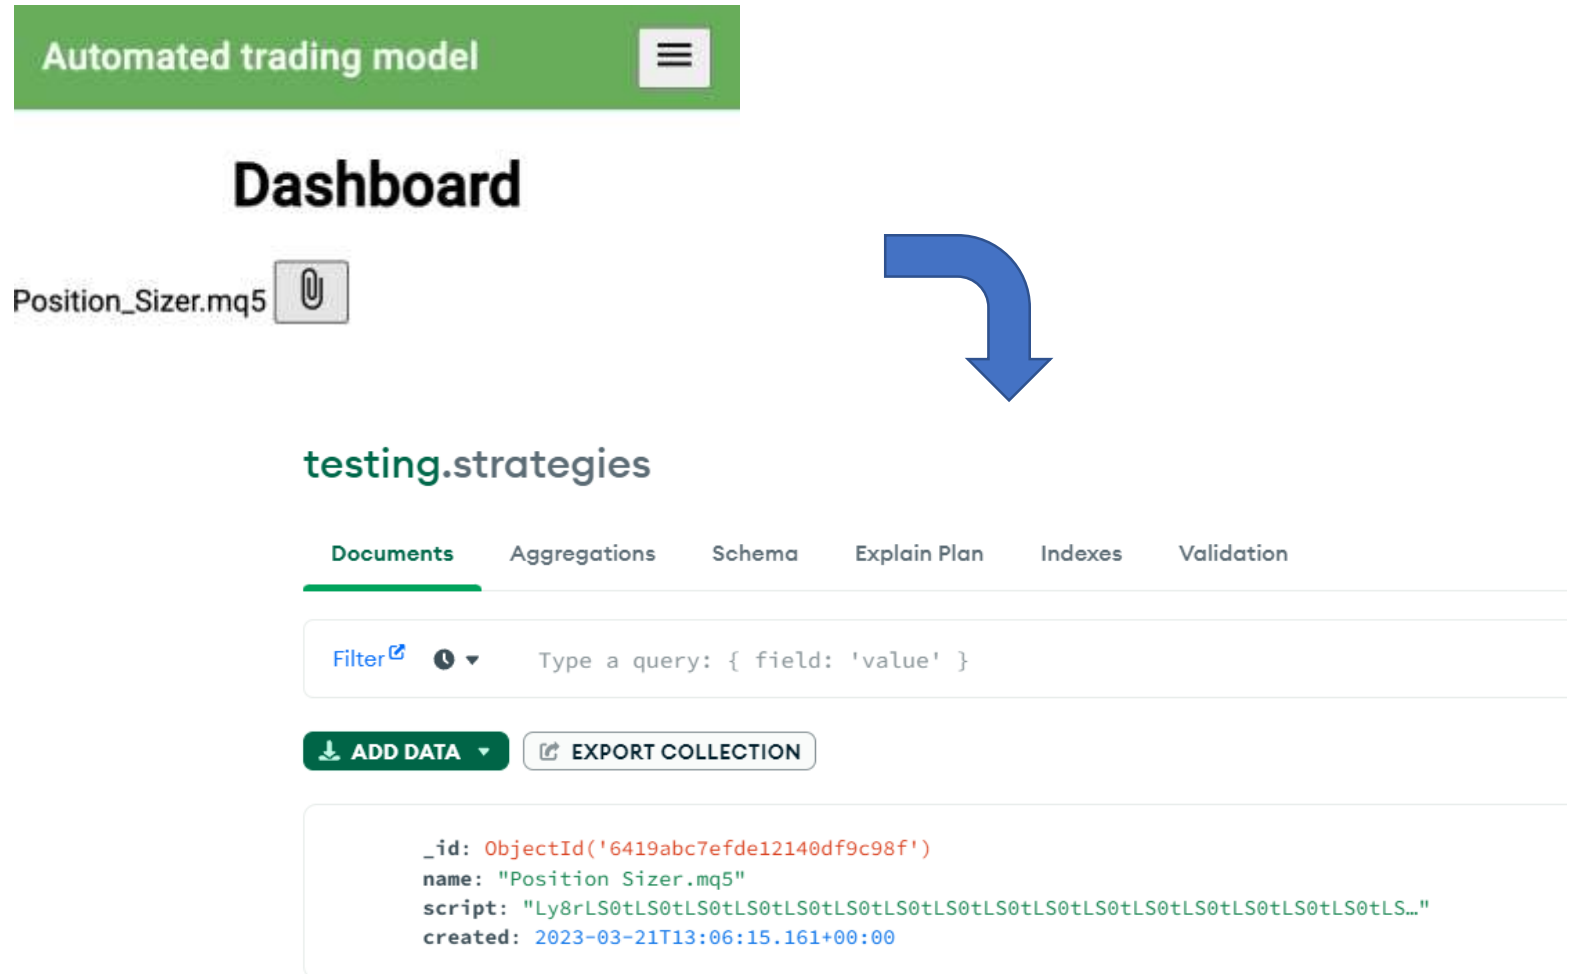 Automated trading model
Dashboard
Position_Sizer.mq5
testing.strategies
Documents Aggregations Schema Explain Plan Indexes Validation
Filter Type a query: { field: 'value' }
ADD DATA EXPORT COLLECTION
_id: ObjectId('6419abc7efde12140df9c98f')
name: "Position Sizer.mq5"
script: "Ly8rLS0tLS0tLS0tLS0tLS0tLS0tLS0tLS0tLS0tLS0tLS0tLS0tLS0tLS0tLS0tLS0tLS…"
created: 2023-03-21T13:06:15.161+00:00